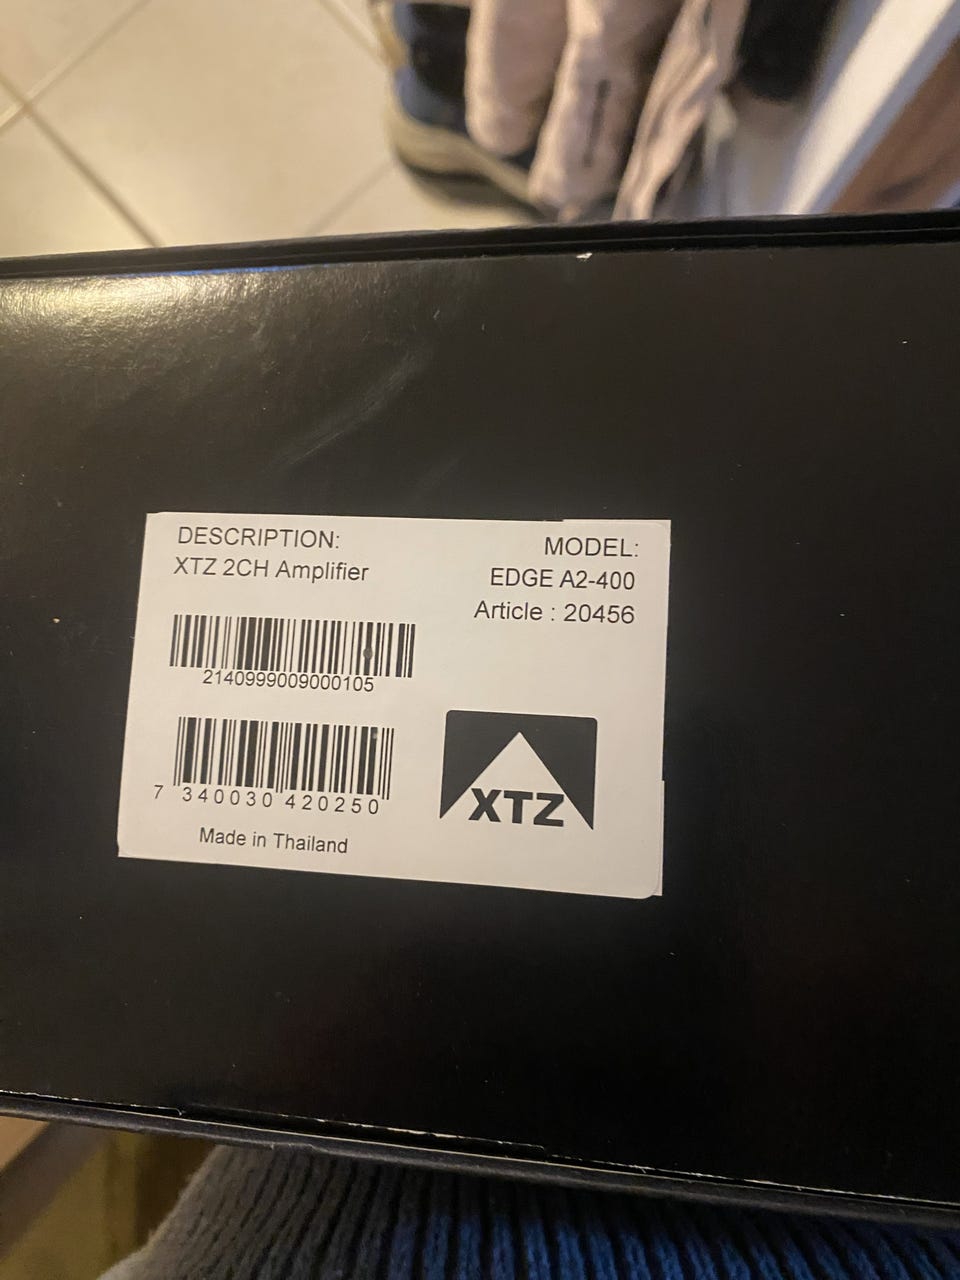 DESCRIPTION:
XTZ 2CH Amplifier
MODEL:
EDGE A2-400
Article : 20456
2140999009000105
7 340030 420250
XTZ
Made in Thailand